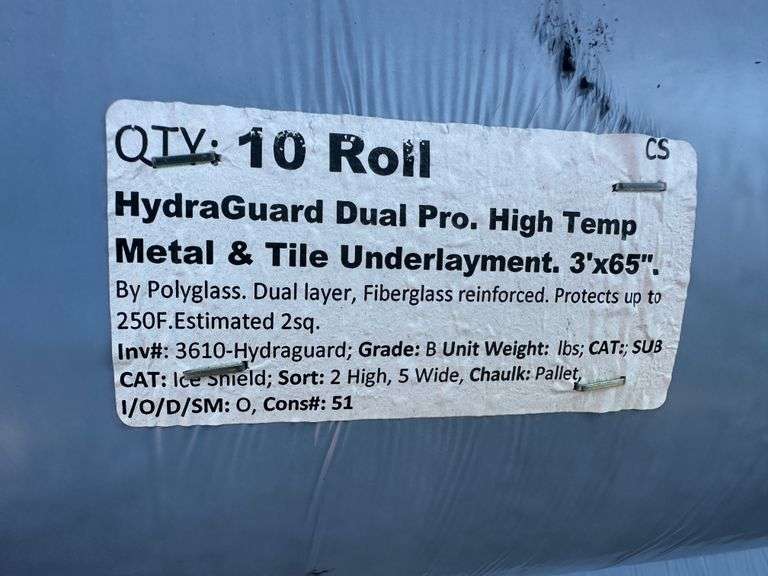 QTY: 10 Roll
CS
HydraGuard Dual Pro. High Temp
Metal & Tile Underlayment. 3'x65".
By Polyglass. Dual layer, Fiberglass reinforced. Protects up to
250F.Estimated 2sq.
Inv#: 3610-Hydraguard; Grade: B Unit Weight: lbs; CAT:; SUB
CAT: Ice Shield; Sort: 2 High, 5 Wide, Chaulk: Pallet,
I/O/D/SM: O, Cons#: 51